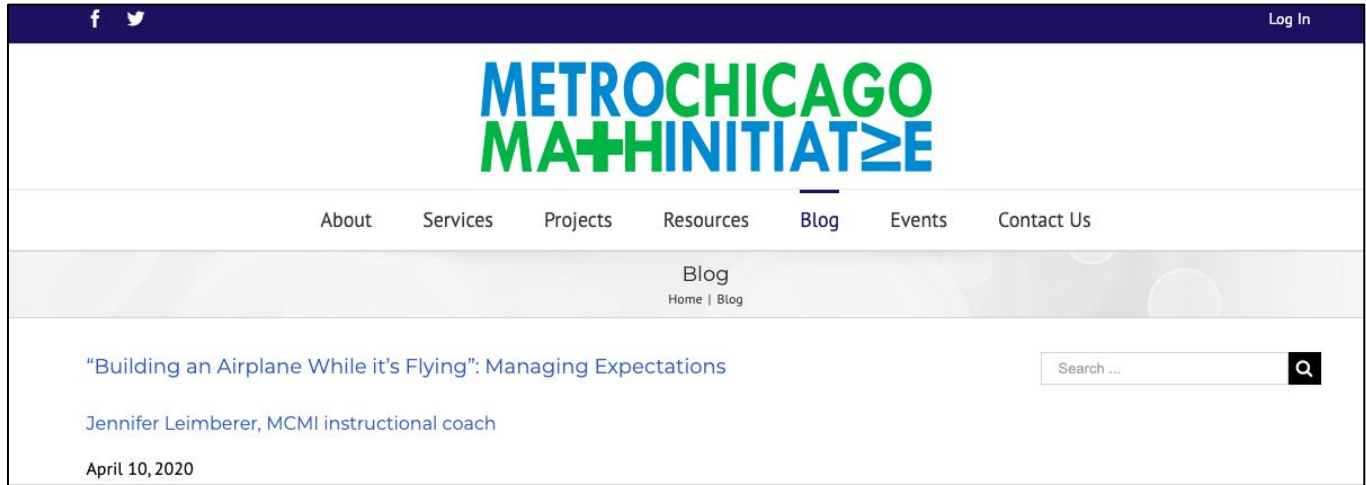 Log In
METROCHICAGO
MA+HINITIAT≥E
About Services Projects Resources Blog Events Contact Us
Blog
Home | Blog
“Building an Airplane While it’s Flying”: Managing Expectations
Search ...
Jennifer Leimberer, MCMI instructional coach
April 10, 2020